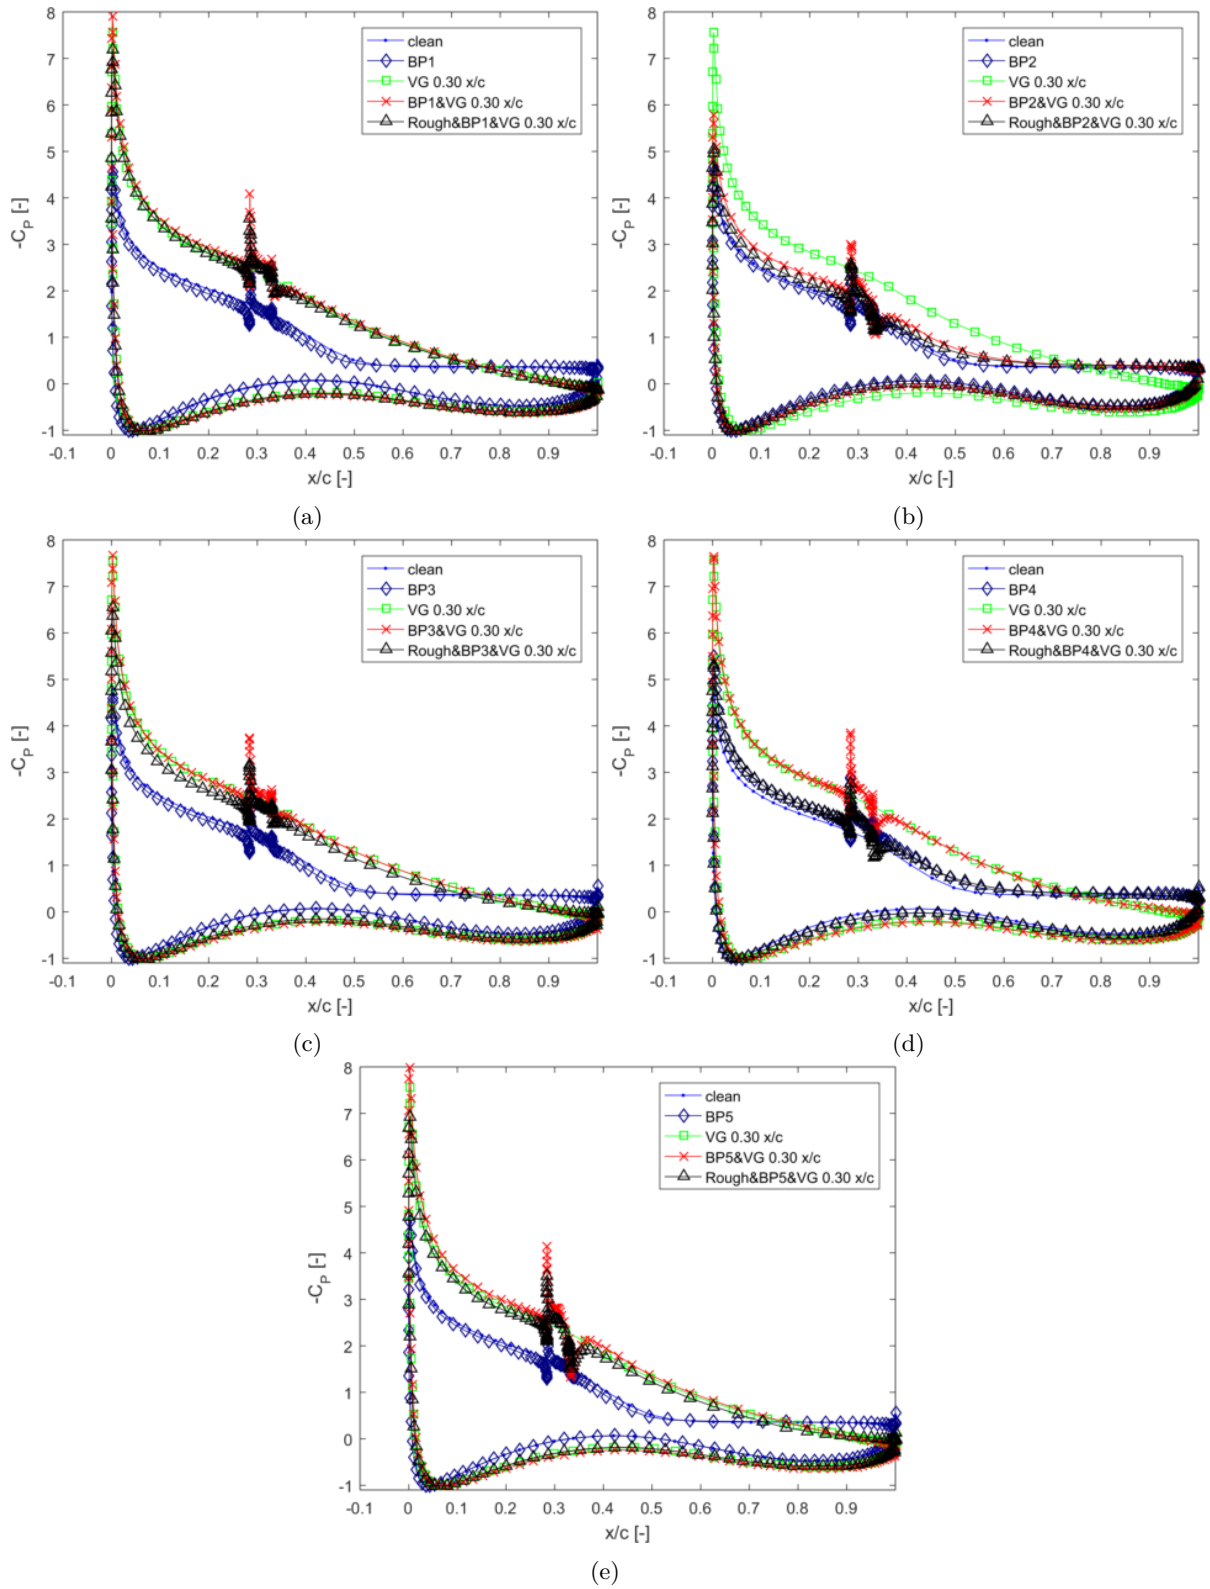 8
7
6
5
4
3
2
1
0
-1
-C_P [-]
-0.1 0 0.1 0.2 0.3 0.4 0.5 0.6 0.7 0.8 0.9
x/c [-]
clean
BP1
VG 0.30 x/c
BP1&VG 0.30 x/c
Rough&BP1&VG 0.30 x/c
(a)
8
7
6
5
4
3
2
1
0
-1
-C_P [-]
-0.1 0 0.1 0.2 0.3 0.4 0.5 0.6 0.7 0.8 0.9
x/c [-]
clean
BP2
VG 0.30 x/c
BP2&VG 0.30 x/c
Rough&BP2&VG 0.30 x/c
(b)
8
7
6
5
4
3
2
1
0
-1
-C_P [-]
-0.1 0 0.1 0.2 0.3 0.4 0.5 0.6 0.7 0.8 0.9
x/c [-]
clean
BP3
VG 0.30 x/c
BP3&VG 0.30 x/c
Rough&BP3&VG 0.30 x/c
(c)
8
7
6
5
4
3
2
1
0
-1
-C_P [-]
-0.1 0 0.1 0.2 0.3 0.4 0.5 0.6 0.7 0.8 0.9
x/c [-]
clean
BP4
VG 0.30 x/c
BP4&VG 0.30 x/c
Rough&BP4&VG 0.30 x/c
(d)
8
7
6
5
4
3
2
1
0
-1
-C_P [-]
-0.1 0 0.1 0.2 0.3 0.4 0.5 0.6 0.7 0.8 0.9
x/c [-]
clean
BP5
VG 0.30 x/c
BP5&VG 0.30 x/c
Rough&BP5&VG 0.30 x/c
(e)